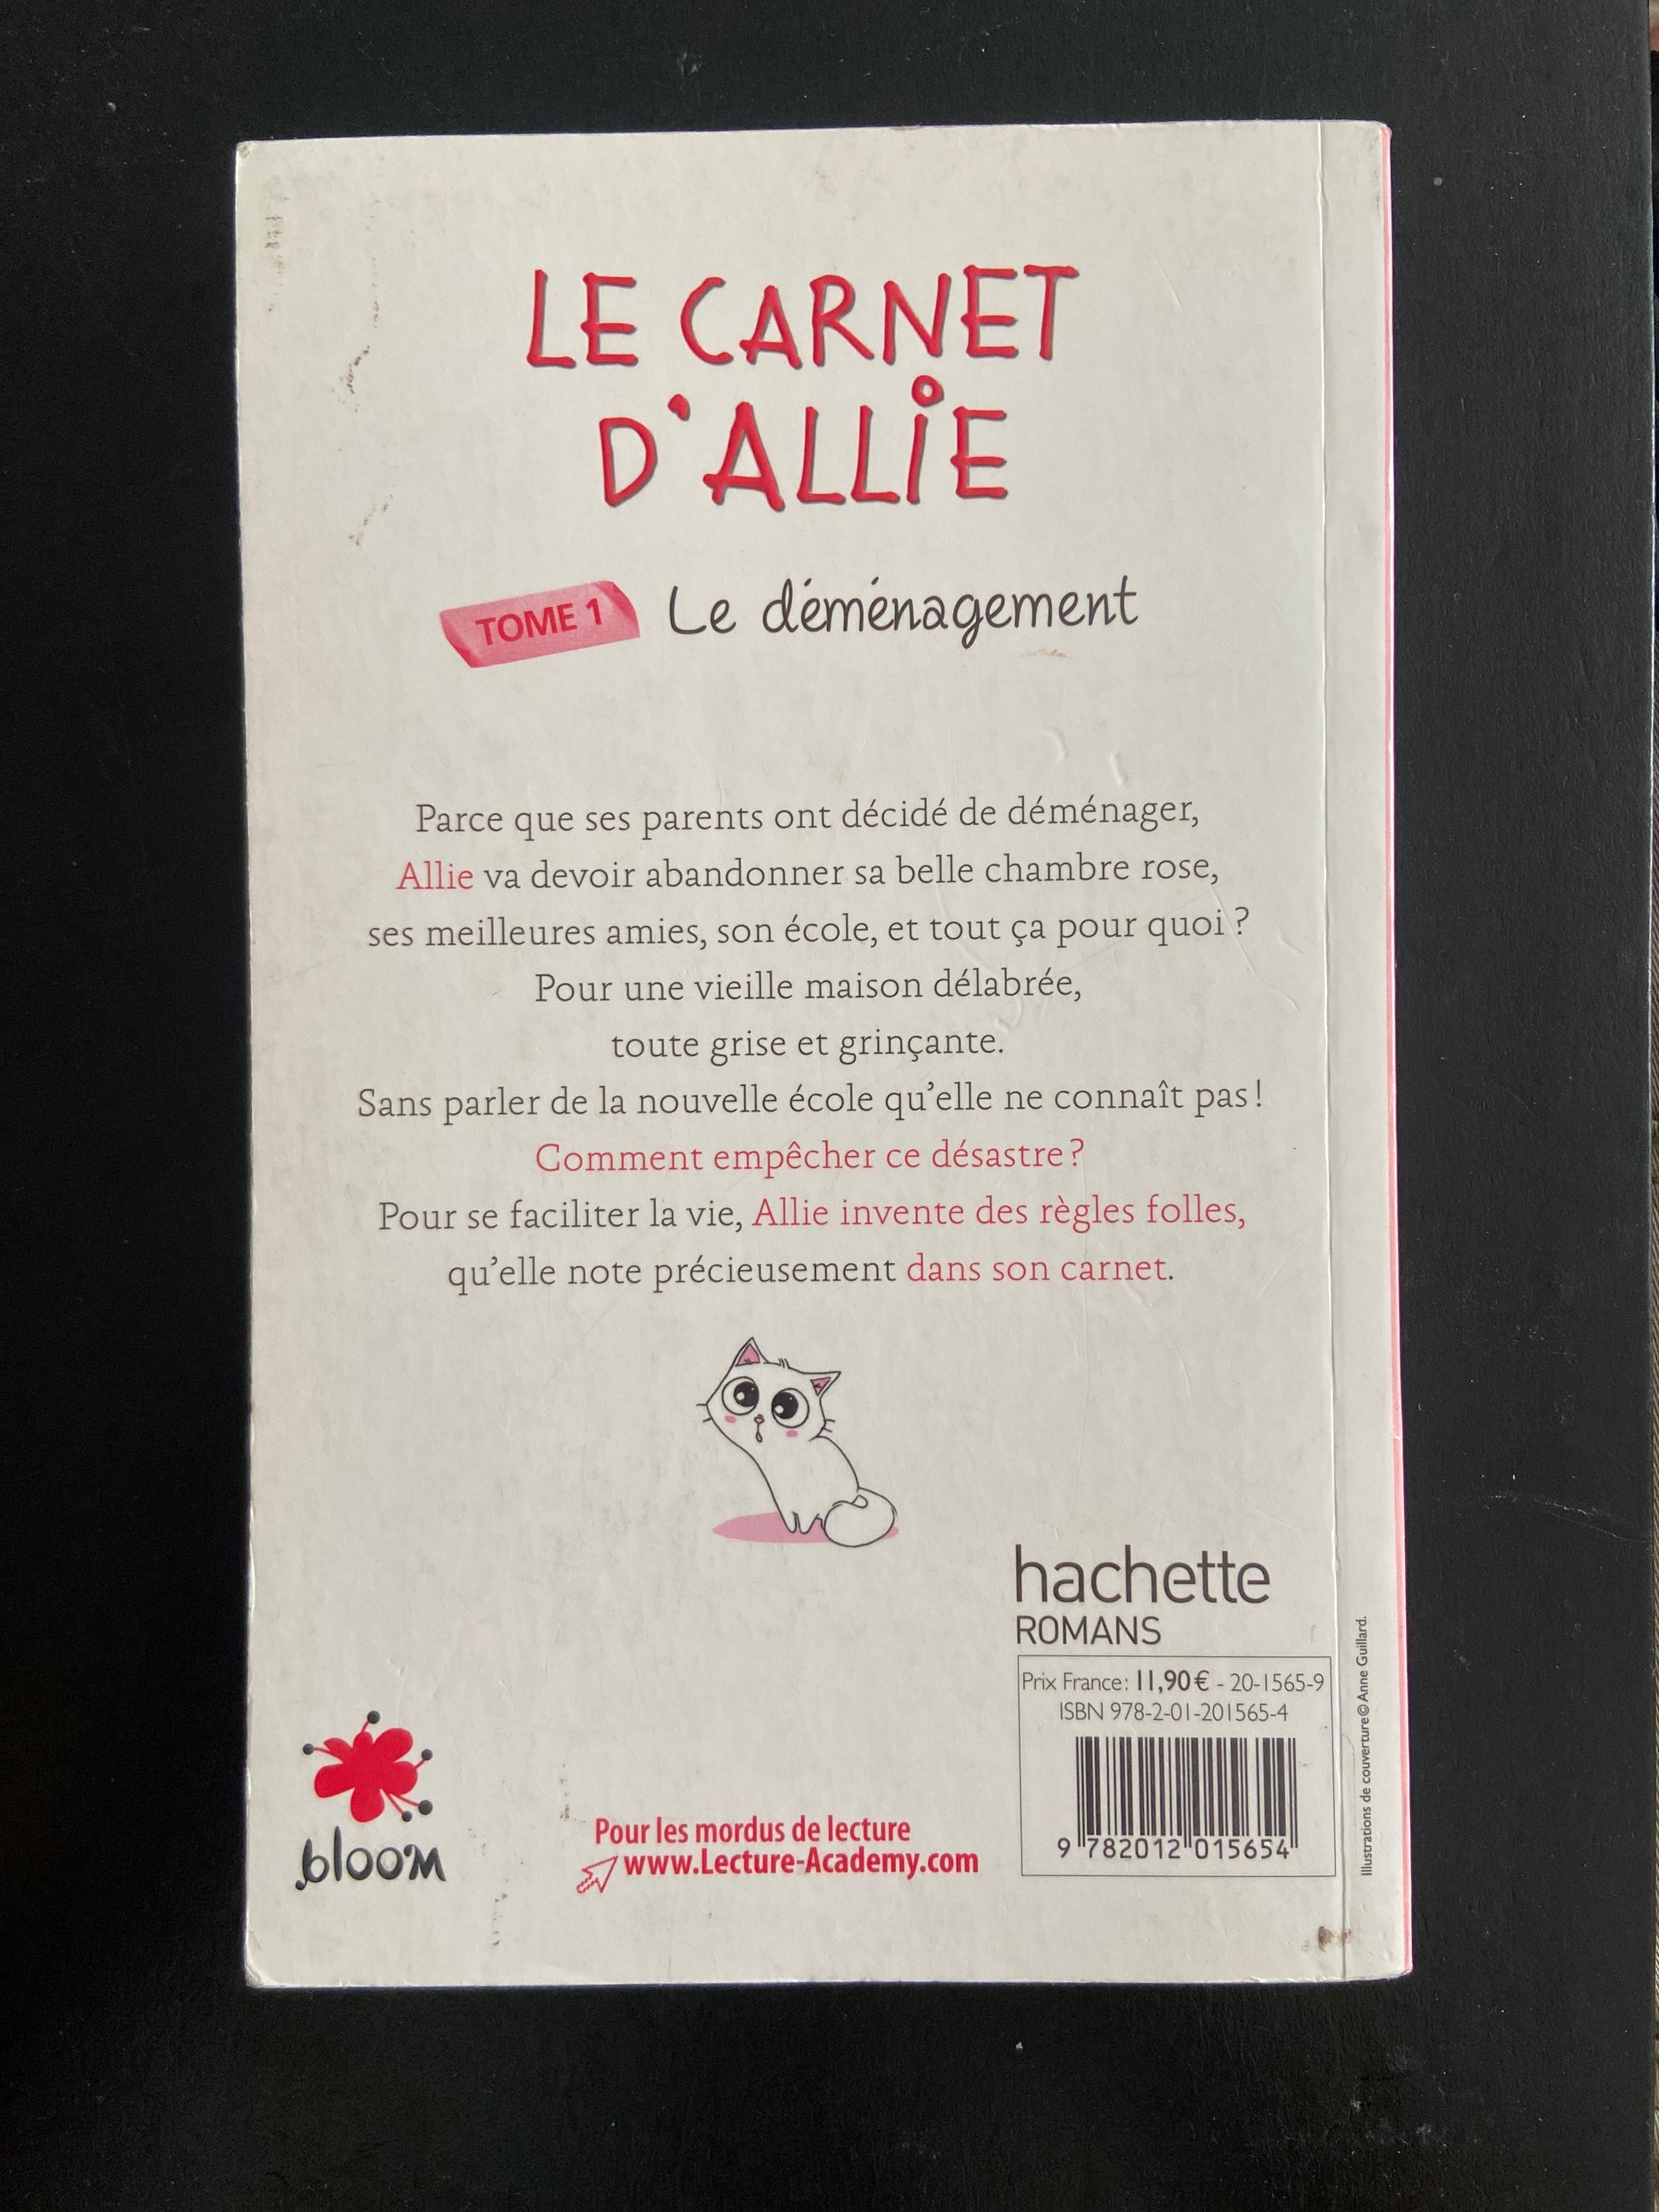 LE CARNET
D'ALLiE
TOME 1 Le déménagement
Parce que ses parents ont décidé de déménager,
Allie va devoir abandonner sa belle chambre rose,
ses meilleures amies, son école, et tout ça pour quoi ?
Pour une vieille maison délabrée,
toute grise et grinçante.
Sans parler de la nouvelle école qu'elle ne connaît pas !
Comment empêcher ce désastre ?
Pour se faciliter la vie, Allie invente des règles folles,
qu'elle note précieusement dans son carnet.
hachette
ROMANS
Prix France : 11,90 € - 20-1565-9
ISBN 978-2-01-201565-4
9 782012 015654
Illustrations de couverture © Anne Guillard.
bloom
Pour les mordus de lecture
www.Lecture-Academy.com